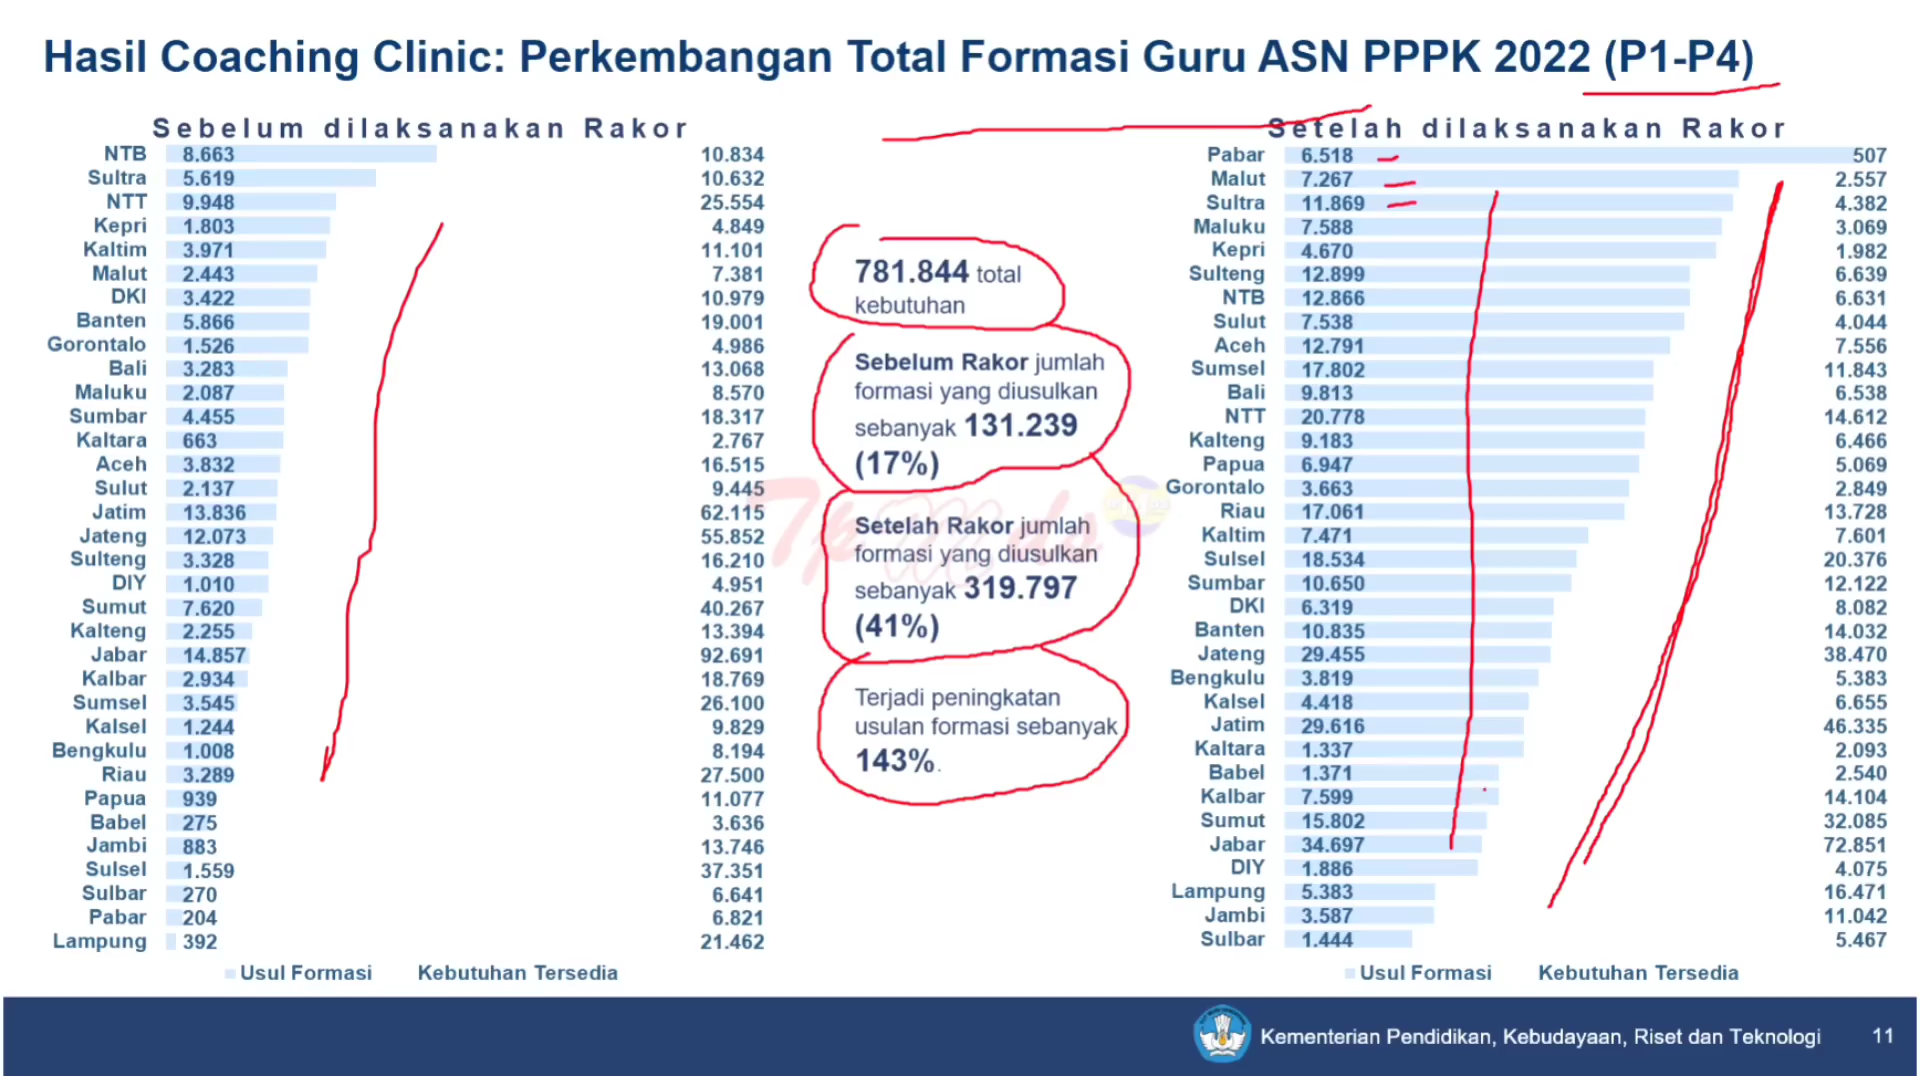 Hasil Coaching Clinic: Perkembangan Total Formasi Guru ASN PPPK 2022 (P1-P4)
Sebelum dilaksanakan Rakor
NTB 8.663 10.834
Sultra 5.619 10.632
NTT 9.948 25.554
Kepri 1.803 4.849
Kaltim 3.971 11.101
Malut 2.443 7.381
DKI 3.422 10.979
Banten 5.866 19.001
Gorontalo 1.526 4.986
Bali 3.283 13.068
Maluku 2.087 8.570
Sumbar 4.455 18.317
Kaltara 663 2.767
Aceh 3.832 16.515
Sulut 2.137 9.445
Jatim 13.836 62.115
Jateng 12.073 55.852
Sulteng 3.328 16.210
DIY 1.010 4.951
Sumut 7.620 40.267
Kalteng 2.255 13.394
Jabar 14.857 92.691
Kalbar 2.934 18.769
Sumsel 3.545 26.100
Kalsel 1.244 9.829
Bengkulu 1.008 8.194
Riau 3.289 27.500
Papua 939 11.077
Babel 275 3.636
Jambi 883 13.746
Sulsel 1.559 37.351
Sulbar 270 6.641
Pabar 204 6.821
Lampung 392 21.462
Usul Formasi Kebutuhan Tersedia
781.844 total
kebutuhan
Sebelum Rakor jumlah
formasi yang diusulkan
sebanyak 131.239
(17%)
Setelah Rakor jumlah
formasi yang diusulkan
sebanyak 319.797
(41%)
Terjadi peningkatan
usulan formasi sebanyak
143%.
Setelah dilaksanakan Rakor
Pabar 6.518 507
Malut 7.267 2.557
Sultra 11.869 4.382
Maluku 7.588 3.069
Kepri 4.670 1.982
Sulteng 12.899 6.639
NTB 12.866 6.631
Sulut 7.538 4.044
Aceh 12.791 7.556
Sumsel 17.802 11.843
Bali 9.813 6.538
NTT 20.778 14.612
Kalteng 9.183 6.466
Papua 6.947 5.069
Gorontalo 3.663 2.849
Riau 17.061 13.728
Kaltim 7.471 7.601
Sulsel 18.534 20.376
Sumbar 10.650 12.122
DKI 6.319 8.082
Banten 10.835 14.032
Jateng 29.455 38.470
Bengkulu 3.819 5.383
Kalsel 4.418 6.655
Jatim 29.616 46.335
Kaltara 1.337 2.093
Babel 1.371 2.540
Kalbar 7.599 14.104
Sumut 15.802 32.085
Jabar 34.697 72.851
DIY 1.886 4.075
Lampung 5.383 16.471
Jambi 3.587 11.042
Sulbar 1.444 5.467
Usul Formasi Kebutuhan Tersedia
Kementerian Pendidikan, Kebudayaan, Riset dan Teknologi 11